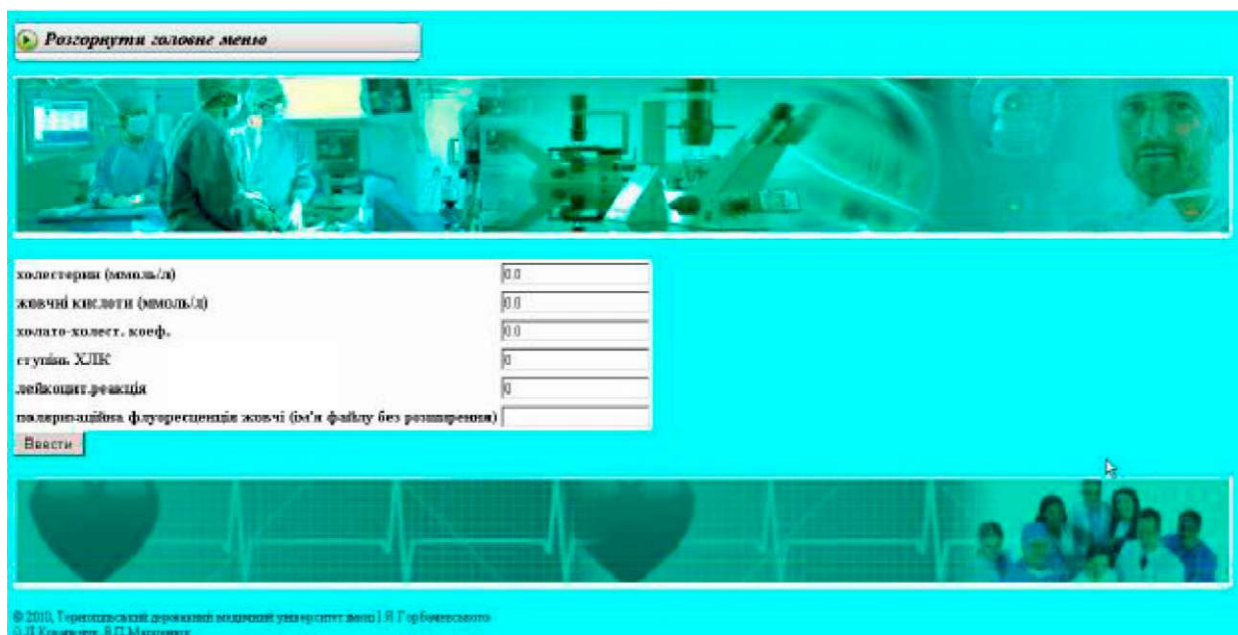 Розгорнути головне меню
холестерин (ммоль/л) 0.0
жовчні кислоти (ммоль/л) 0.0
холато-холест. коеф. 0.0
ступінь ХЛК 0
лейкоцит.реакція 0
поляризаційна флуоресценція жовчі (ім'я файлу без розширення)
Ввести
© 2010, Тернопільський державний медичний університет імені І.Я.Горбачевського